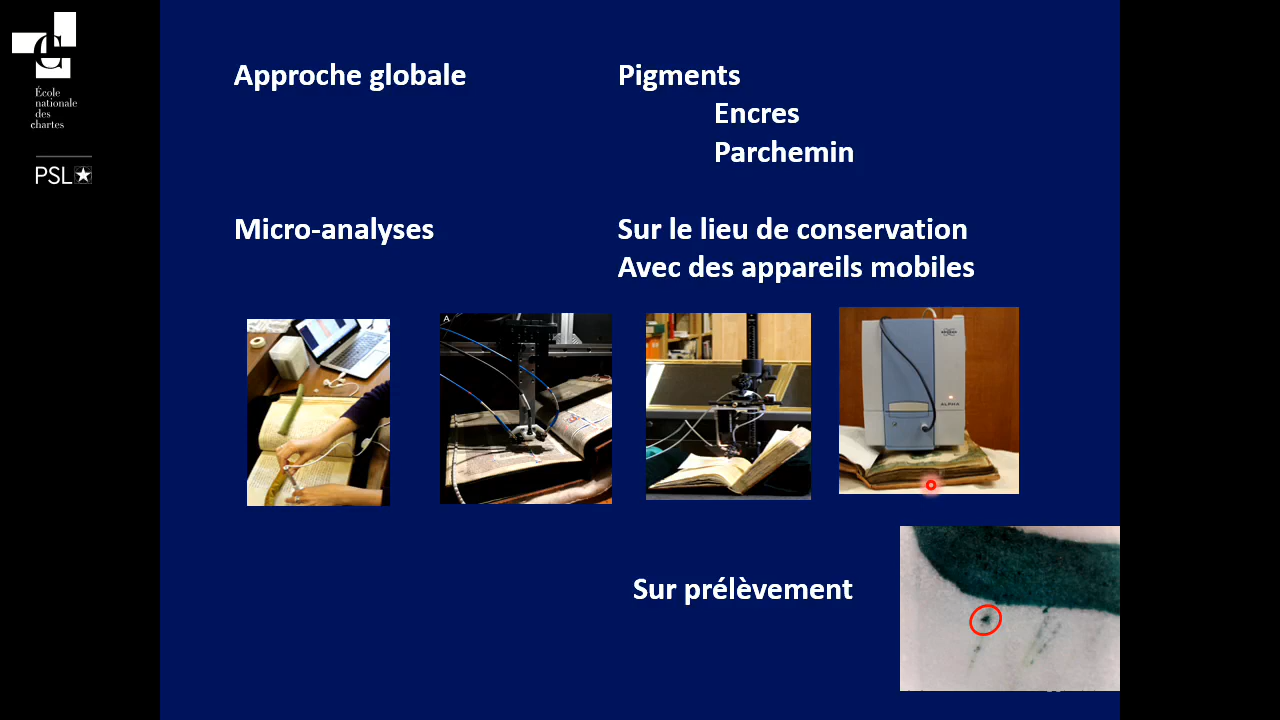 École
nationale
des
chartes
PSL
Approche globale
Pigments
Encres
Parchemin
Micro-analyses
Sur le lieu de conservation
Avec des appareils mobiles
A
ALPHA
Sur prélèvement